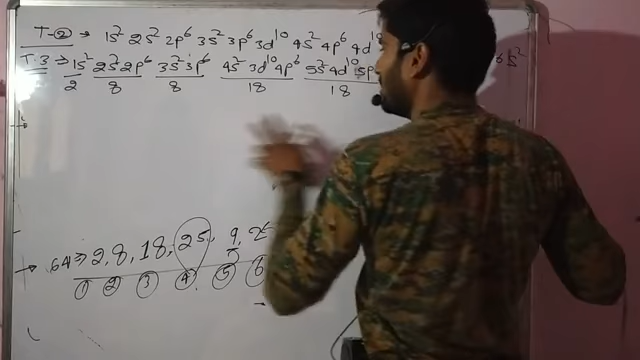 T-② → 1s² 2s² 2p⁶ 3s² 3p⁶ 3d¹⁰ 4s² 4p⁶ 4d¹⁰
T-3 → 1s² 2s² 2p⁶ 3s² 3p⁶ 4s² 3d¹⁰ 4p⁶ 5s² 4d¹⁰ 5p 6s²
2 8 8 18 18
64 → 2, 8, 18, 25, 9, 2
① ② ③ ④ ⑤ ⑥